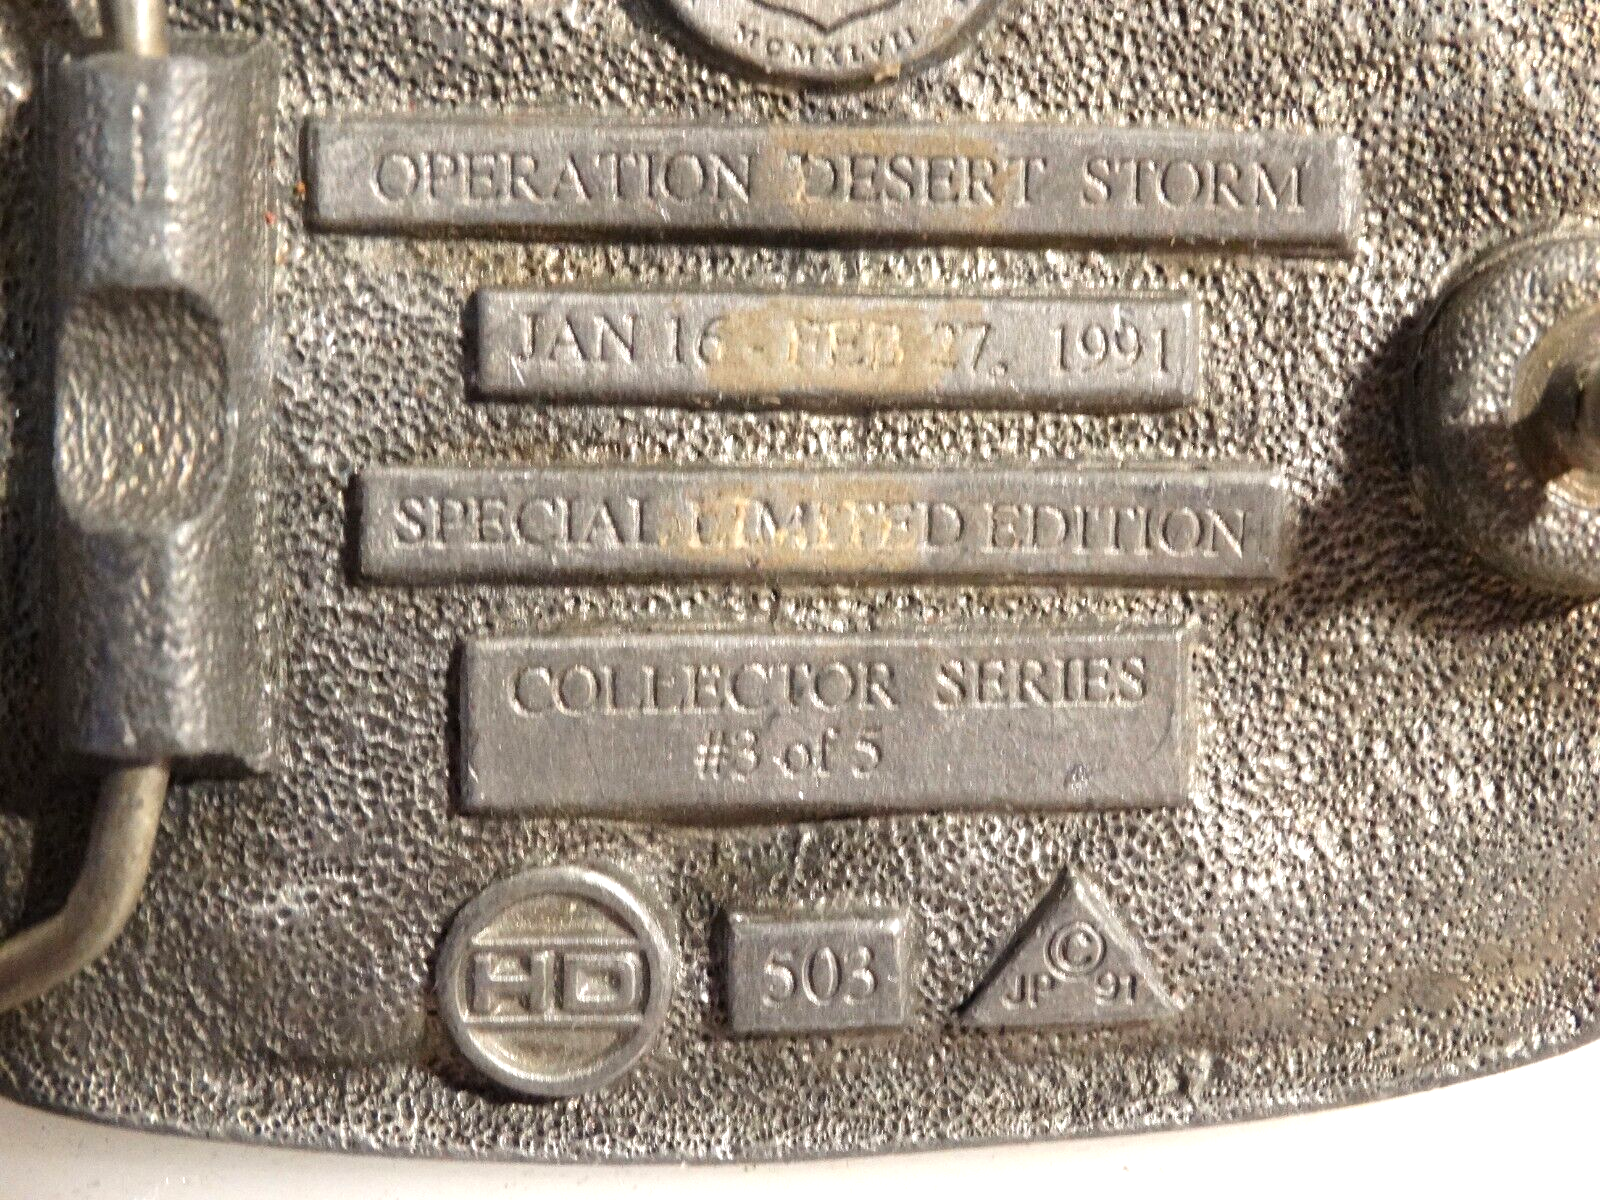 MCMXLVII
OPERATION DESERT STORM
JAN 16 - FEB 27, 1991
SPECIAL LIMITED EDITION
COLLECTOR SERIES
#3 of 5
HD
503
©
JP 91